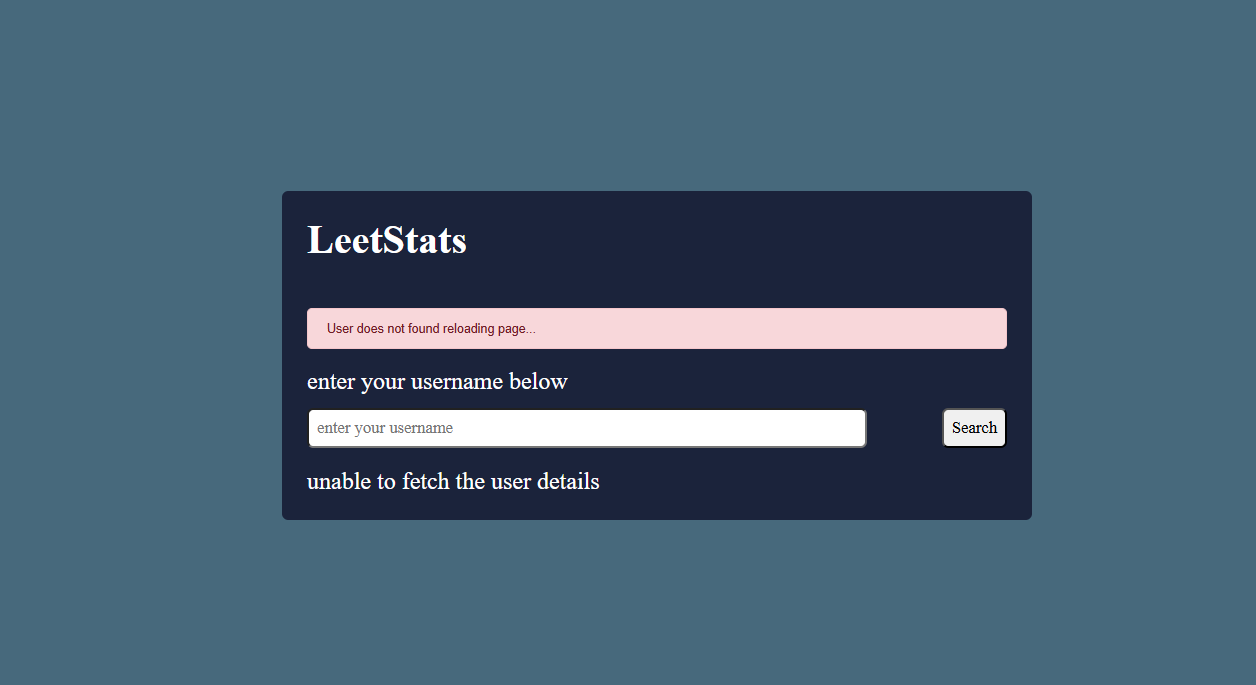 LeetStats
User does not found reloading page...
enter your username below
enter your username
Search
unable to fetch the user details